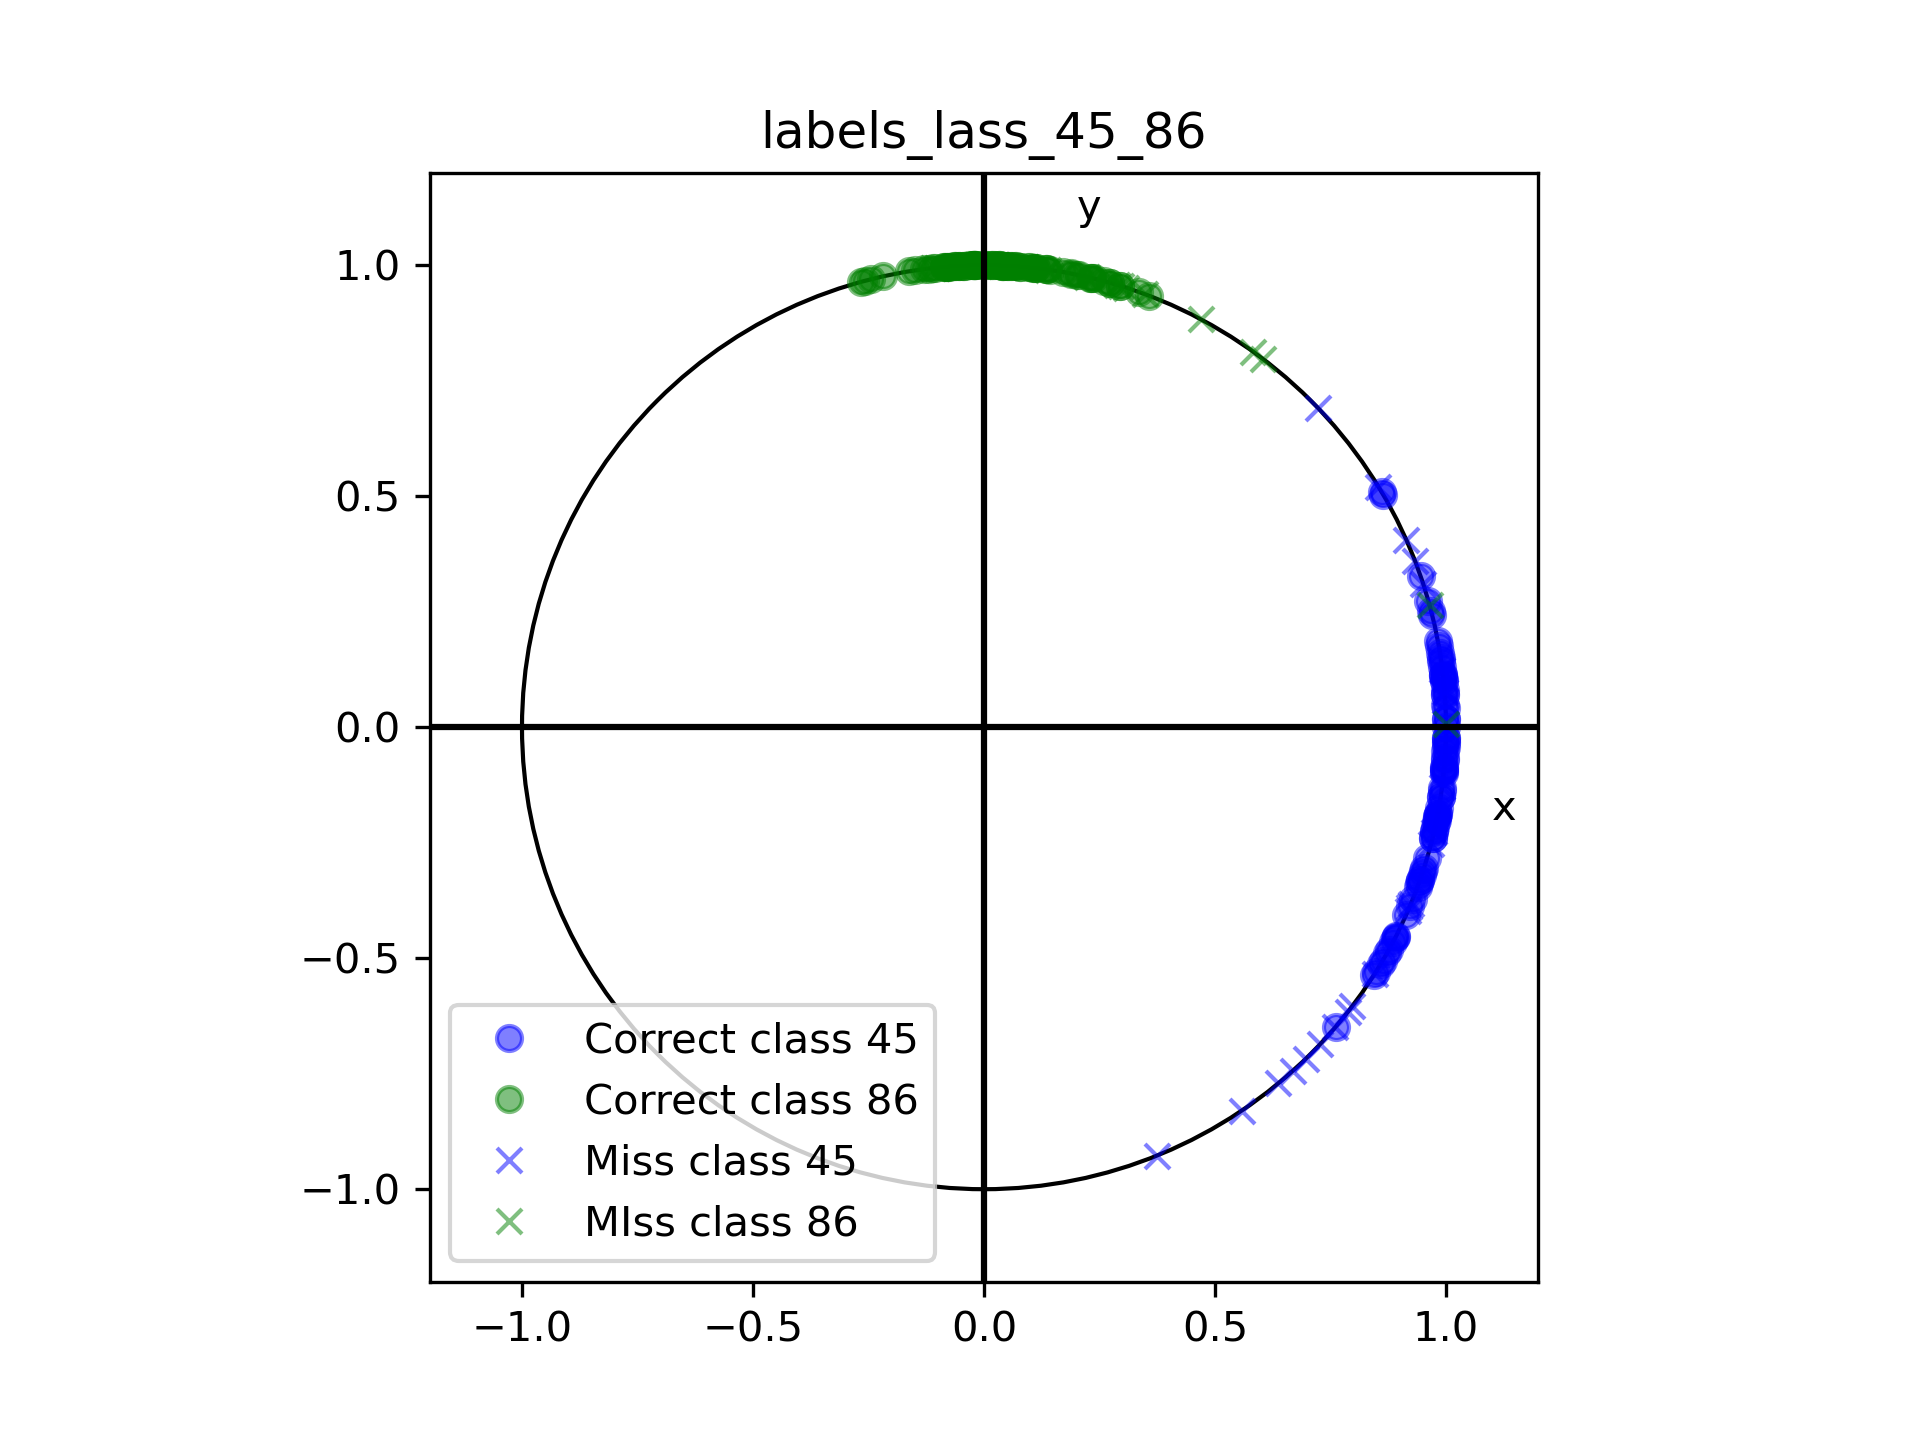 labels_lass_45_86
y
1.0
0.5
0.0
x
−0.5
−1.0
Correct class 45
Correct class 86
Miss class 45
MIss class 86
−1.0 −0.5 0.0 0.5 1.0